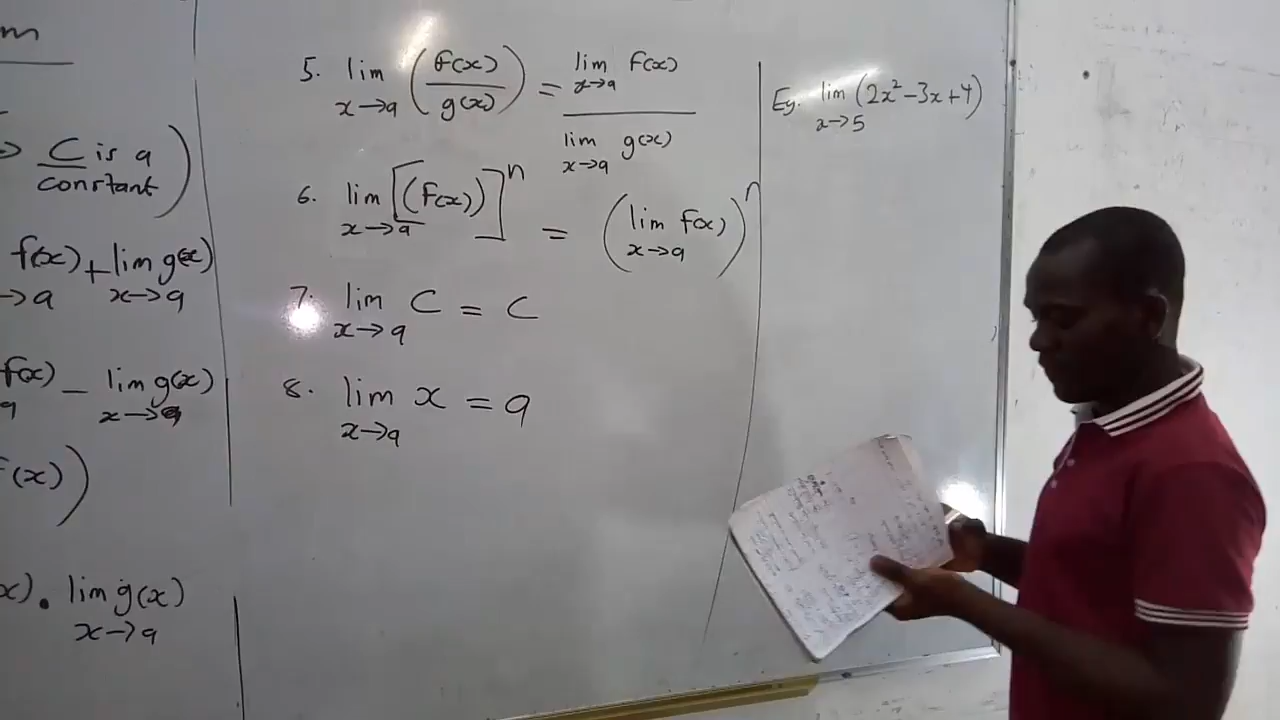 m
C is a
constant)
f(x) + lim g(x)
→a x→a
f(x) − lim g(x)
a x→a
f(x))
x) . lim g(x)
x→a
5. lim (f(x)/g(x)) = lim f(x)
x→a x→a
lim g(x)
x→a
6. lim [(f(x))]^n = (lim f(x))^n
x→a x→a
7. lim C = C
x→a
8. lim x = a
x→a
Eg. lim (2x² − 3x + 4)
x→5